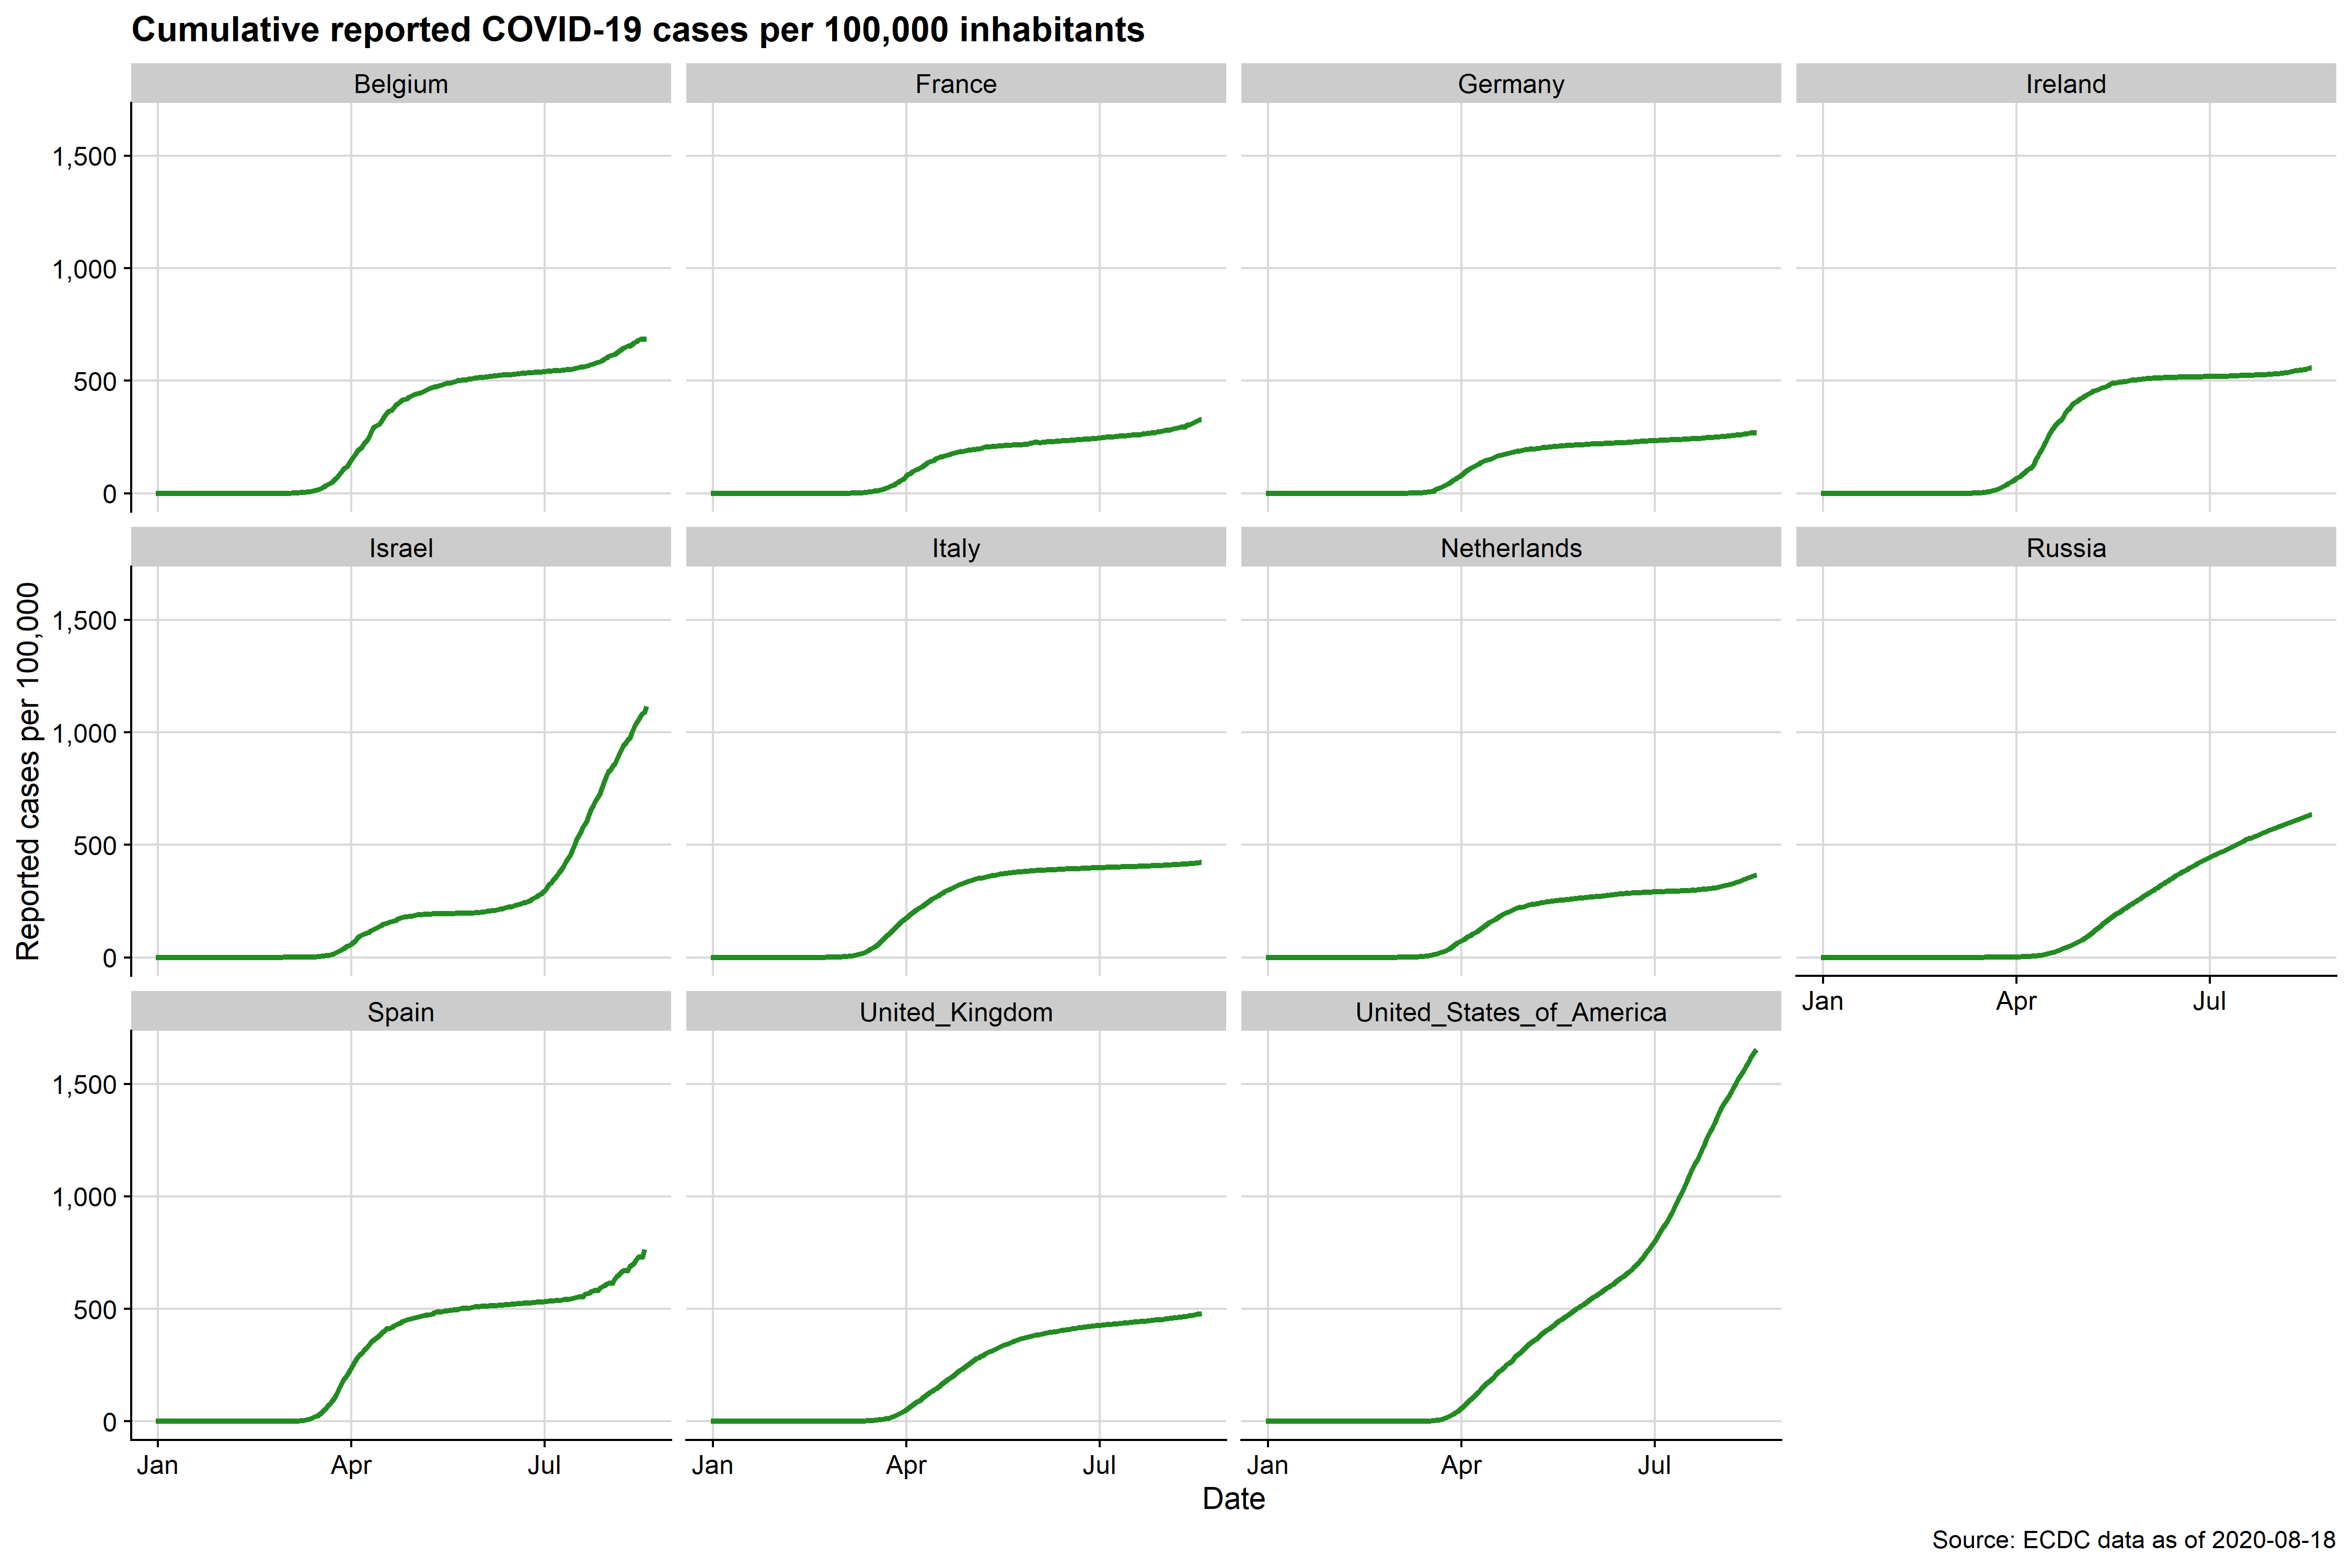 Cumulative reported COVID-19 cases per 100,000 inhabitants
Belgium
France
Germany
Ireland
1,500
1,000
500
0
Israel
Italy
Netherlands
Russia
Reported cases per 100,000
1,500
1,000
500
0
Jan
Apr
Jul
Spain
United_Kingdom
United_States_of_America
1,500
1,000
500
0
Jan
Apr
Jul
Jan
Apr
Jul
Jan
Apr
Jul
Date
Source: ECDC data as of 2020-08-18